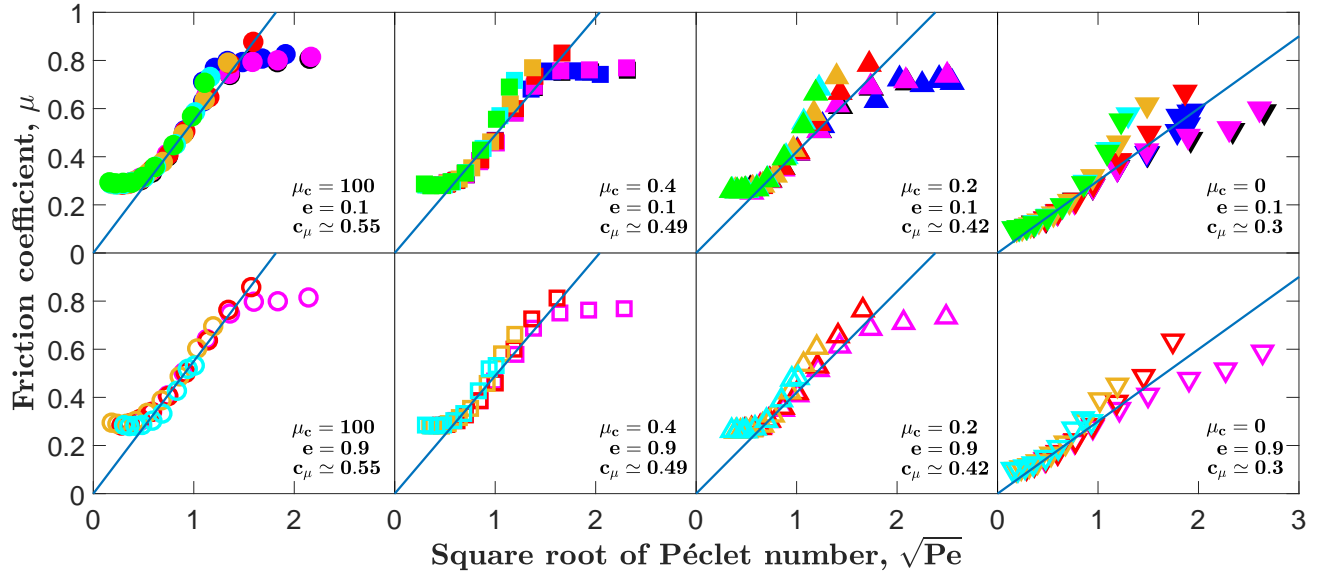 Friction coefficient, μ
1
0.8
0.6
0.4
0.2
0
μc = 100
e = 0.1
cμ ≃ 0.55
μc = 0.4
e = 0.1
cμ ≃ 0.49
μc = 0.2
e = 0.1
cμ ≃ 0.42
μc = 0
e = 0.1
cμ ≃ 0.3
0.8
0.6
0.4
0.2
0
μc = 100
e = 0.9
cμ ≃ 0.55
μc = 0.4
e = 0.9
cμ ≃ 0.49
μc = 0.2
e = 0.9
cμ ≃ 0.42
μc = 0
e = 0.9
cμ ≃ 0.3
0 1 2 0 1 2 0 1 2 0 1 2 3
Square root of Péclet number, √Pe